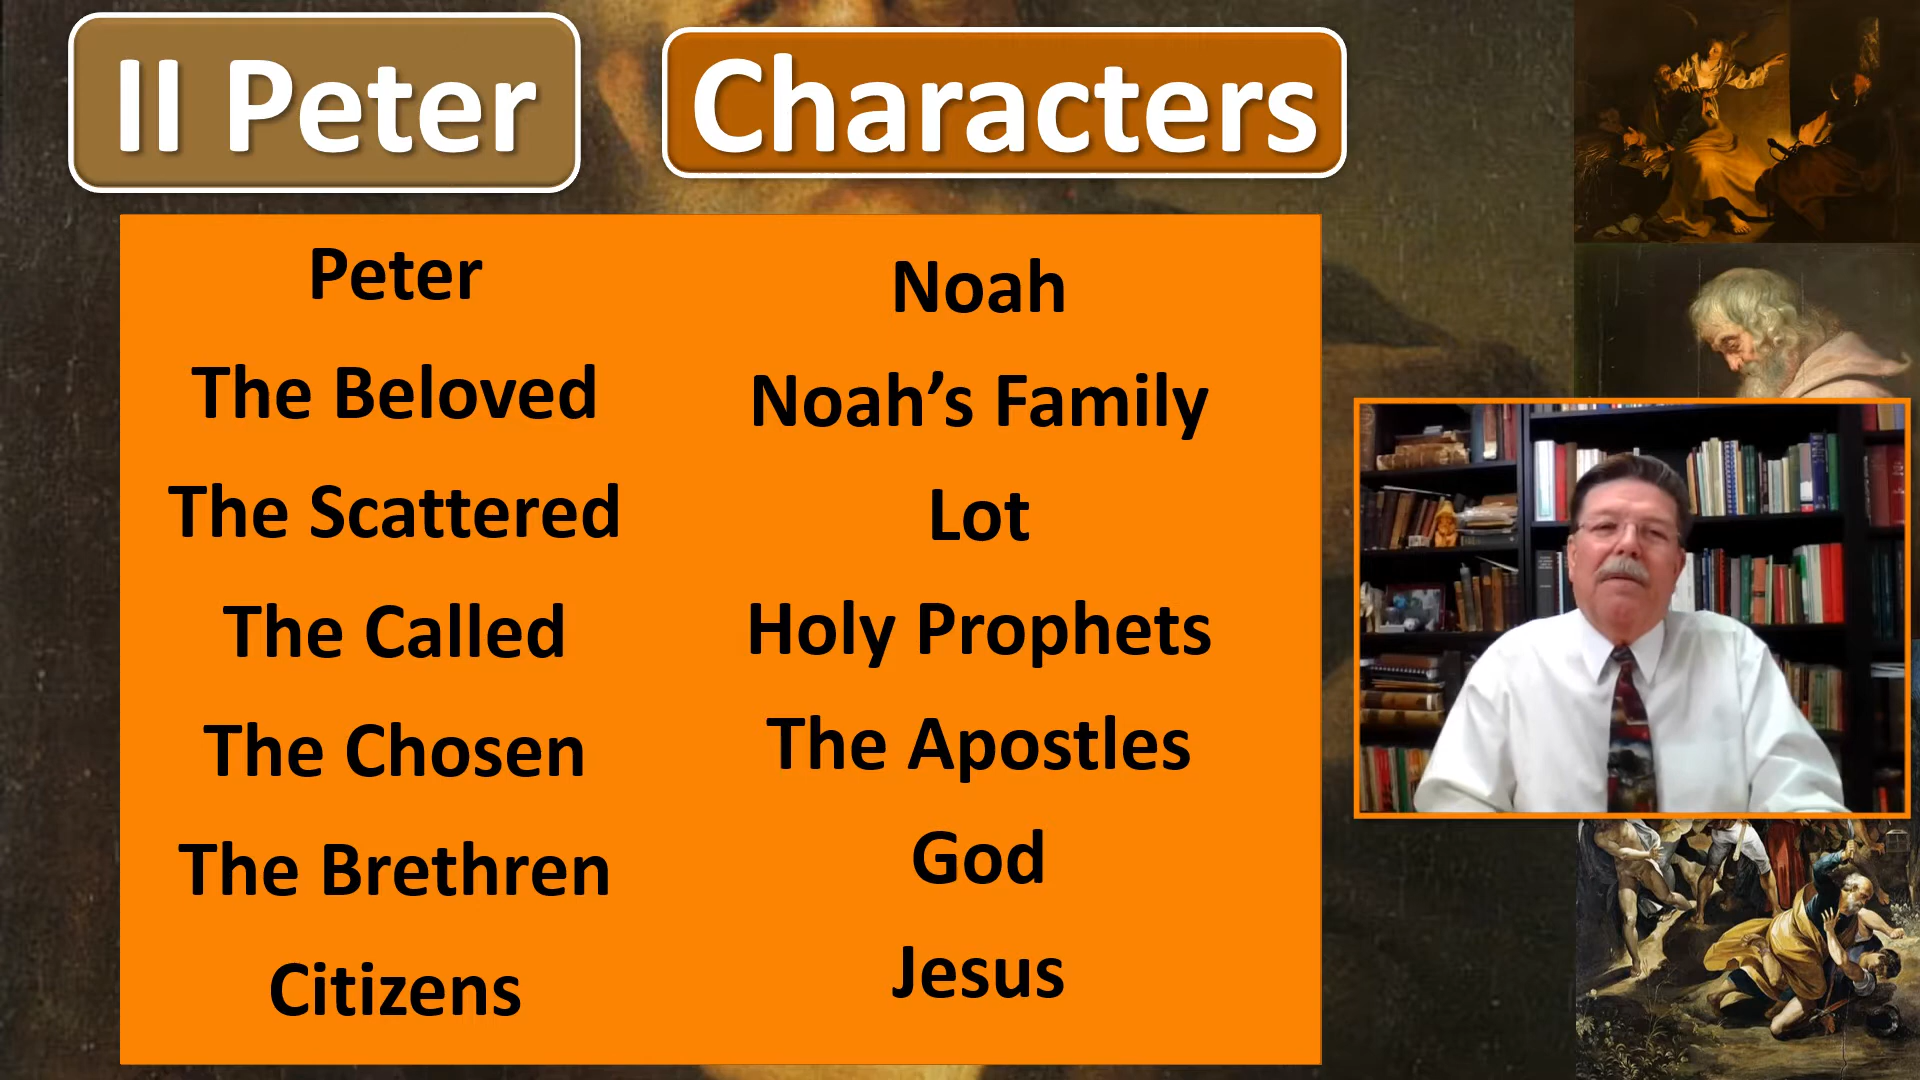 II Peter
Characters
Peter
The Beloved
The Scattered
The Called
The Chosen
The Brethren
Citizens
Noah
Noah’s Family
Lot
Holy Prophets
The Apostles
God
Jesus